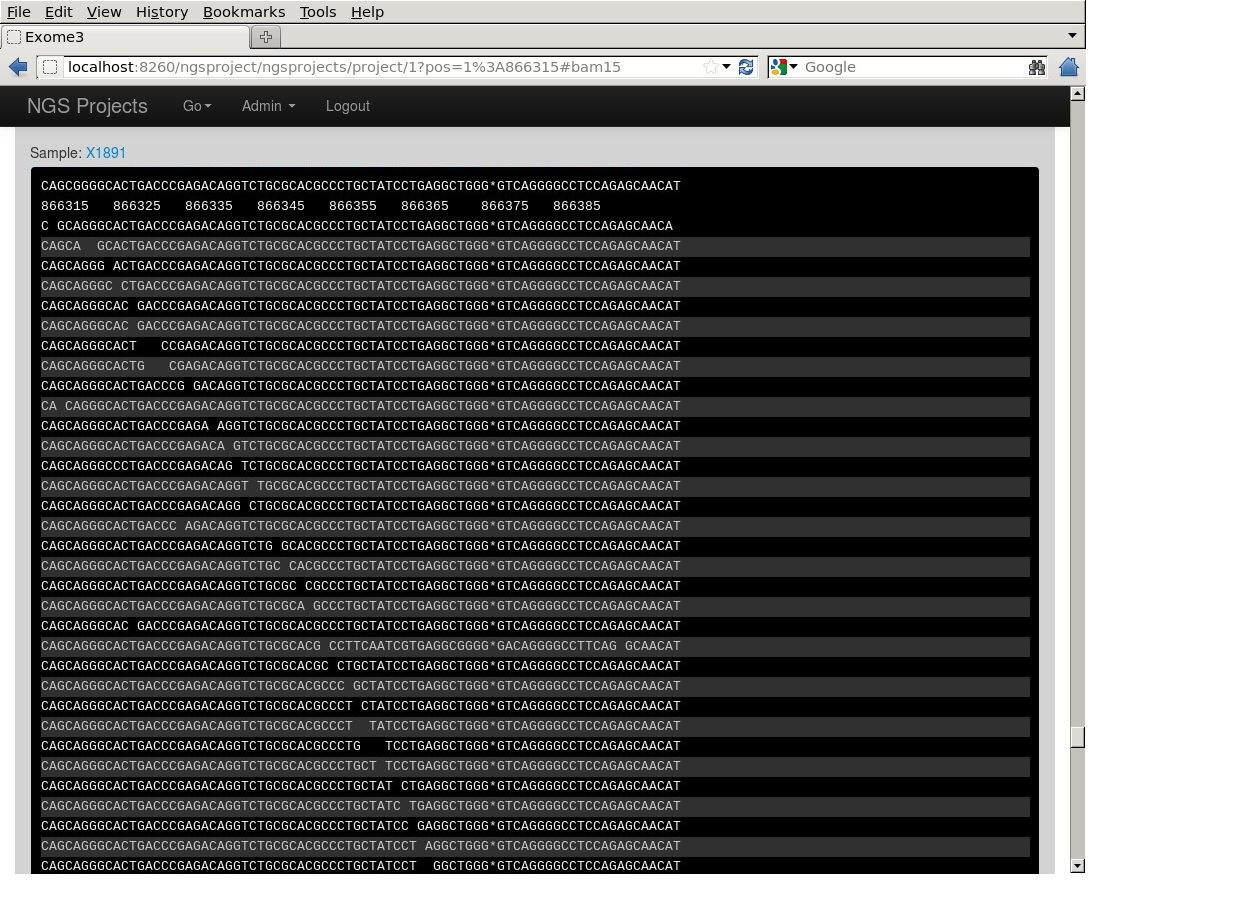 File Edit View History Bookmarks Tools Help
Exome3
localhost:8260/ngsproject/ngsprojects/project/1?pos=1%3A866315#bam15 Google
NGS Projects Go Admin Logout
Sample: X1891
CAGCGGGGCACTGACCCGAGACAGGTCTGCGCACGCCCTGCTATCCTGAGGCTGGG*GTCAGGGGCCTCCAGAGCAACAT
866315 866325 866335 866345 866355 866365 866375 866385
C GCAGGGCACTGACCCGAGACAGGTCTGCGCACGCCCTGCTATCCTGAGGCTGGG*GTCAGGGGCCTCCAGAGCAACA
CAGCA GCACTGACCCGAGACAGGTCTGCGCACGCCCTGCTATCCTGAGGCTGGG*GTCAGGGGCCTCCAGAGCAACAT
CAGCAGGG ACTGACCCGAGACAGGTCTGCGCACGCCCTGCTATCCTGAGGCTGGG*GTCAGGGGCCTCCAGAGCAACAT
CAGCAGGGC CTGACCCGAGACAGGTCTGCGCACGCCCTGCTATCCTGAGGCTGGG*GTCAGGGGCCTCCAGAGCAACAT
CAGCAGGGCAC GACCCGAGACAGGTCTGCGCACGCCCTGCTATCCTGAGGCTGGG*GTCAGGGGCCTCCAGAGCAACAT
CAGCAGGGCAC GACCCGAGACAGGTCTGCGCACGCCCTGCTATCCTGAGGCTGGG*GTCAGGGGCCTCCAGAGCAACAT
CAGCAGGGCACT CCGAGACAGGTCTGCGCACGCCCTGCTATCCTGAGGCTGGG*GTCAGGGGCCTCCAGAGCAACAT
CAGCAGGGCACTG CGAGACAGGTCTGCGCACGCCCTGCTATCCTGAGGCTGGG*GTCAGGGGCCTCCAGAGCAACAT
CAGCAGGGCACTGACCCG GACAGGTCTGCGCACGCCCTGCTATCCTGAGGCTGGG*GTCAGGGGCCTCCAGAGCAACAT
CA CAGGGCACTGACCCGAGACAGGTCTGCGCACGCCCTGCTATCCTGAGGCTGGG*GTCAGGGGCCTCCAGAGCAACAT
CAGCAGGGCACTGACCCGAGA AGGTCTGCGCACGCCCTGCTATCCTGAGGCTGGG*GTCAGGGGCCTCCAGAGCAACAT
CAGCAGGGCACTGACCCGAGACA GTCTGCGCACGCCCTGCTATCCTGAGGCTGGG*GTCAGGGGCCTCCAGAGCAACAT
CAGCAGGGCCCTGACCCGAGACAG TCTGCGCACGCCCTGCTATCCTGAGGCTGGG*GTCAGGGGCCTCCAGAGCAACAT
CAGCAGGGCACTGACCCGAGACAGGT TGCGCACGCCCTGCTATCCTGAGGCTGGG*GTCAGGGGCCTCCAGAGCAACAT
CAGCAGGGCACTGACCCGAGACAGG CTGCGCACGCCCTGCTATCCTGAGGCTGGG*GTCAGGGGCCTCCAGAGCAACAT
CAGCAGGGCACTGACCC AGACAGGTCTGCGCACGCCCTGCTATCCTGAGGCTGGG*GTCAGGGGCCTCCAGAGCAACAT
CAGCAGGGCACTGACCCGAGACAGGTCTG GCACGCCCTGCTATCCTGAGGCTGGG*GTCAGGGGCCTCCAGAGCAACAT
CAGCAGGGCACTGACCCGAGACAGGTCTGC CACGCCCTGCTATCCTGAGGCTGGG*GTCAGGGGCCTCCAGAGCAACAT
CAGCAGGGCACTGACCCGAGACAGGTCTGCGC CGCCCTGCTATCCTGAGGCTGGG*GTCAGGGGCCTCCAGAGCAACAT
CAGCAGGGCACTGACCCGAGACAGGTCTGCGCA GCCCTGCTATCCTGAGGCTGGG*GTCAGGGGCCTCCAGAGCAACAT
CAGCAGGGCAC GACCCGAGACAGGTCTGCGCACGCCCTGCTATCCTGAGGCTGGG*GTCAGGGGCCTCCAGAGCAACAT
CAGCAGGGCACTGACCCGAGACAGGTCTGCGCACG CCTTCAATCGTGAGGCGGGG*GACAGGGGCCTTCAG GCAACAT
CAGCAGGGCACTGACCCGAGACAGGTCTGCGCACGC CCTGCTATCCTGAGGCTGGG*GTCAGGGGCCTCCAGAGCAACAT
CAGCAGGGCACTGACCCGAGACAGGTCTGCGCACGCCC GCTATCCTGAGGCTGGG*GTCAGGGGCCTCCAGAGCAACAT
CAGCAGGGCACTGACCCGAGACAGGTCTGCGCACGCCCT CTATCCTGAGGCTGGG*GTCAGGGGCCTCCAGAGCAACAT
CAGCAGGGCACTGACCCGAGACAGGTCTGCGCACGCCCT TATCCTGAGGCTGGG*GTCAGGGGCCTCCAGAGCAACAT
CAGCAGGGCACTGACCCGAGACAGGTCTGCGCACGCCCTG TCCTGAGGCTGGG*GTCAGGGGCCTCCAGAGCAACAT
CAGCAGGGCACTGACCCGAGACAGGTCTGCGCACGCCCTGCT TCCTGAGGCTGGG*GTCAGGGGCCTCCAGAGCAACAT
CAGCAGGGCACTGACCCGAGACAGGTCTGCGCACGCCCTGCTAT CTGAGGCTGGG*GTCAGGGGCCTCCAGAGCAACAT
CAGCAGGGCACTGACCCGAGACAGGTCTGCGCACGCCCTGCTATC TGAGGCTGGG*GTCAGGGGCCTCCAGAGCAACAT
CAGCAGGGCACTGACCCGAGACAGGTCTGCGCACGCCCTGCTATCC GAGGCTGGG*GTCAGGGGCCTCCAGAGCAACAT
CAGCAGGGCACTGACCCGAGACAGGTCTGCGCACGCCCTGCTATCCT AGGCTGGG*GTCAGGGGCCTCCAGAGCAACAT
CAGCAGGGCACTGACCCGAGACAGGTCTGCGCACGCCCTGCTATCCT GGCTGGG*GTCAGGGGCCTCCAGAGCAACAT